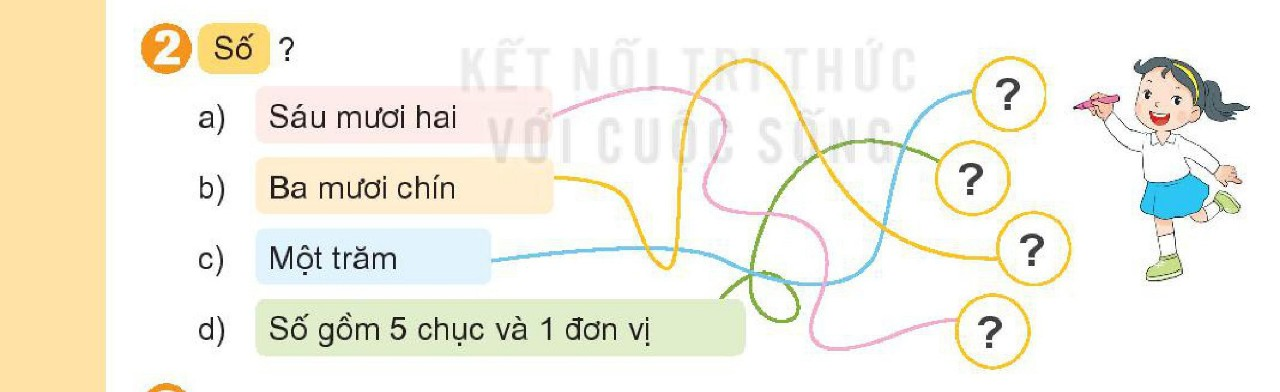 2 Số ?
KẾT NỐI TRI THỨC
VỚI CUỘC SỐNG
a) Sáu mươi hai
b) Ba mươi chín
c) Một trăm
d) Số gồm 5 chục và 1 đơn vị
?
?
?
?